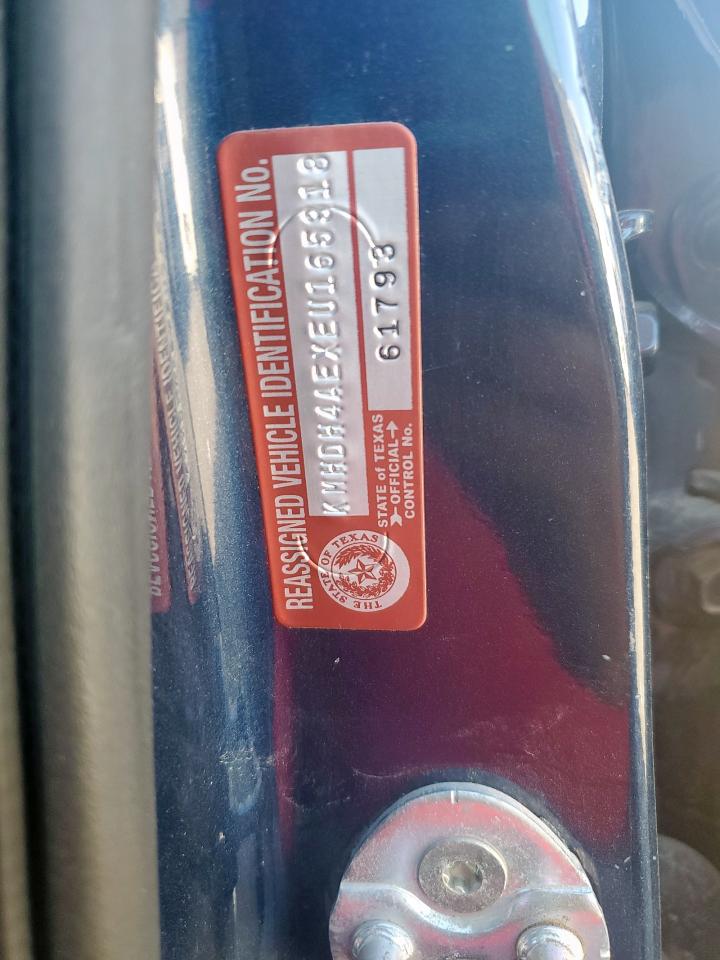 REASSIGNED VEHICLE IDENTIFICATION No.
KMHDH4AEXEU165318
STATE of TEXAS
OFFICIAL
CONTROL No.
61793
THE STATE OF TEXAS